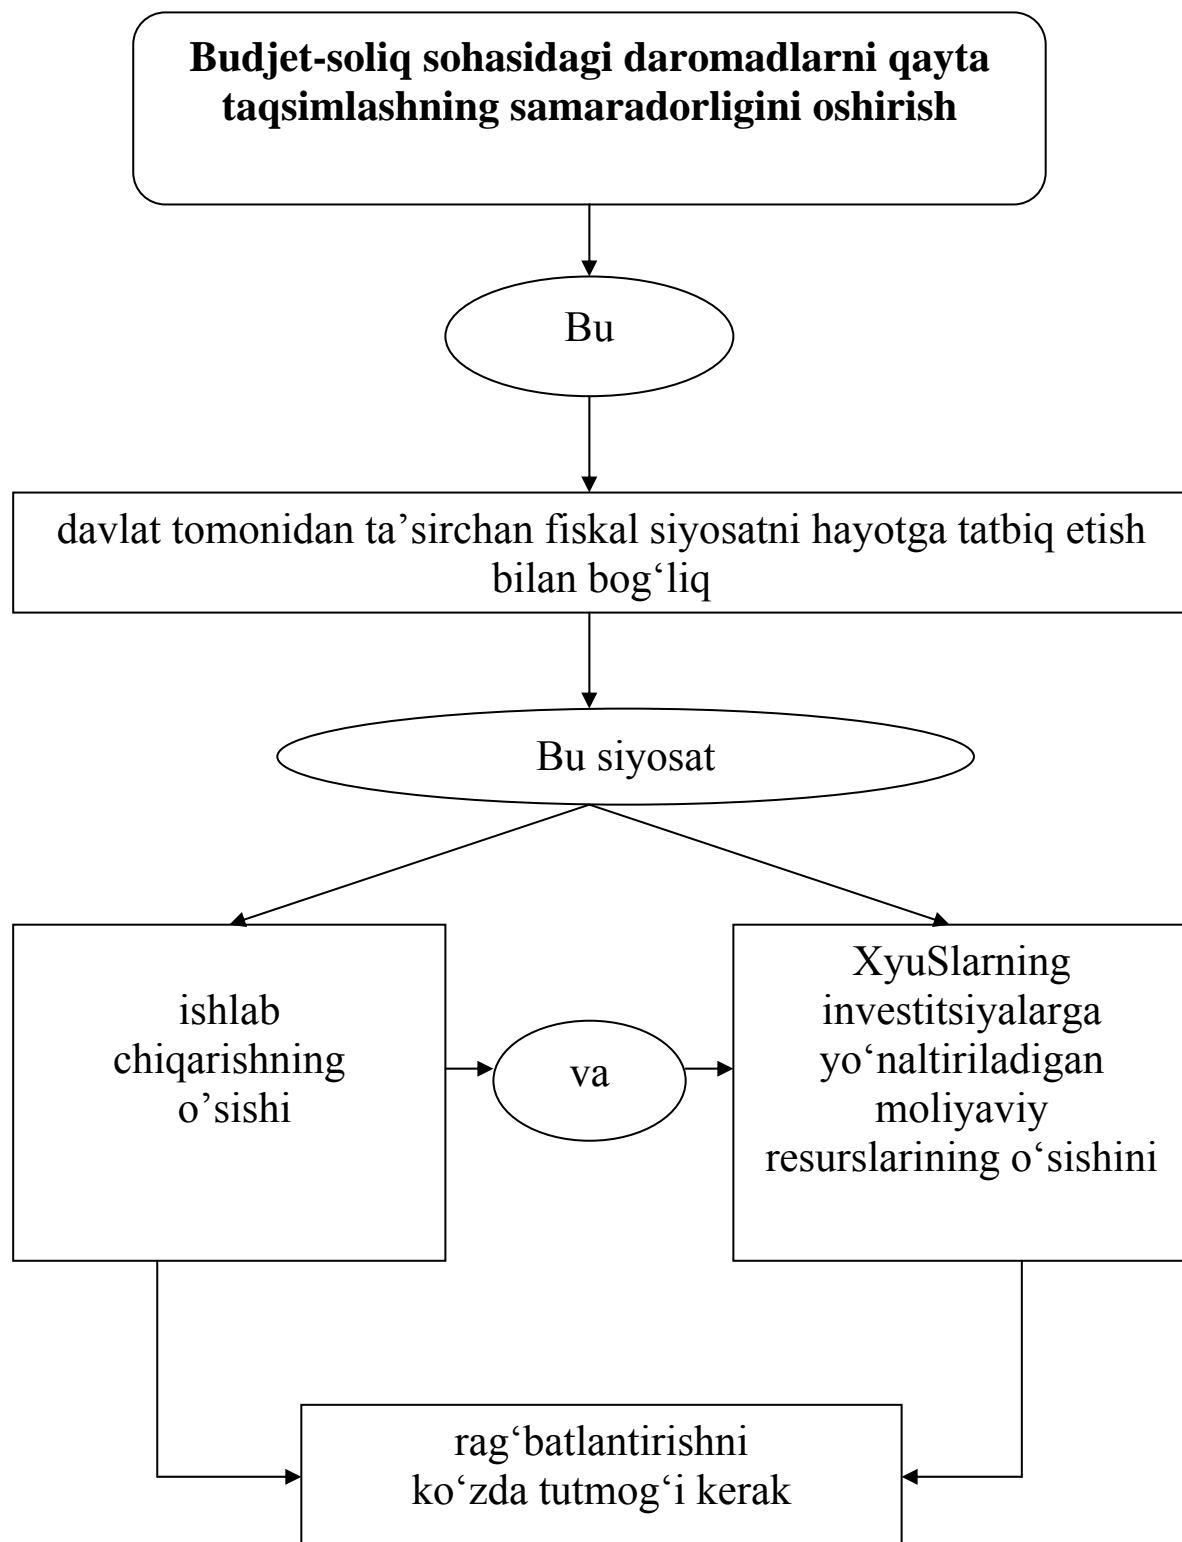 Budjet-soliq sohasidagi daromadlarni qayta
taqsimlashning samaradorligini oshirish
Bu
davlat tomonidan ta’sirchan fiskal siyosatni hayotga tatbiq etish
bilan bog‘liq
Bu siyosat
ishlab
chiqarishning
o’sishi
va
XyuSlarning
investitsiyalarga
yo‘naltiriladigan
moliyaviy
resurslarining o‘sishini
rag‘batlantirishni
ko‘zda tutmog‘i kerak